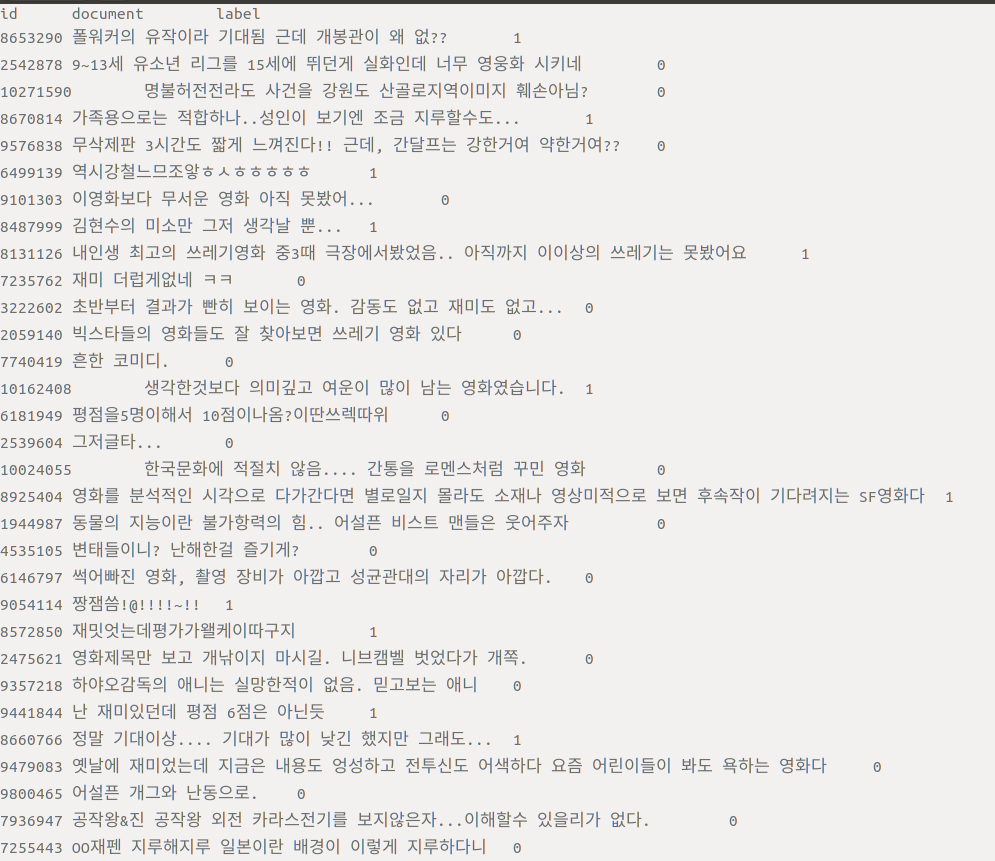 id document label
8653290 폴워커의 유작이라 기대됨 근데 개봉관이 왜 없?? 1
2542878 9~13세 유소년 리그를 15세에 뛰던게 실화인데 너무 영웅화 시키네 0
10271590 명불허전전라도 사건을 강원도 산골로지역이미지 훼손아님? 0
8670814 가족용으로는 적합하나..성인이 보기엔 조금 지루할수도... 1
9576838 무삭제판 3시간도 짧게 느껴진다!! 근데, 간달프는 강한거여 약한거여?? 0
6499139 역시강철느므조앟ㅎㅅㅎㅎㅎㅎㅎ 1
9101303 이영화보다 무서운 영화 아직 못봤어... 0
8487999 김현수의 미소만 그저 생각날 뿐... 1
8131126 내인생 최고의 쓰레기영화 중3때 극장에서봤었음.. 아직까지 이이상의 쓰레기는 못봤어요 1
7235762 재미 더럽게없네 ㅋㅋ 0
3222602 초반부터 결과가 빤히 보이는 영화. 감동도 없고 재미도 없고... 0
2059140 빅스타들의 영화들도 잘 찾아보면 쓰레기 영화 있다 0
7740419 흔한 코미디. 0
10162408 생각한것보다 의미깊고 여운이 많이 남는 영화였습니다. 1
6181949 평점을5명이해서 10점이나옴?이딴쓰렉따위 0
2539604 그저글타... 0
10024055 한국문화에 적절치 않음.... 간통을 로멘스처럼 꾸민 영화 0
8925404 영화를 분석적인 시각으로 다가간다면 별로일지 몰라도 소재나 영상미적으로 보면 후속작이 기다려지는 SF영화다 1
1944987 동물의 지능이란 불가항력의 힘.. 어설픈 비스트 맨들은 웃어주자 0
4535105 변태들이니? 난해한걸 즐기게? 0
6146797 썩어빠진 영화, 촬영 장비가 아깝고 성균관대의 자리가 아깝다. 0
9054114 짱잼씀!@!!!!~!! 1
8572850 재밋엇는데평가가왤케이따구지 1
2475621 영화제목만 보고 개낚이지 마시길. 니브캠벨 벗었다가 개쪽. 0
9357218 하야오감독의 애니는 실망한적이 없음. 믿고보는 애니 0
9441844 난 재미있던데 평점 6점은 아닌듯 1
8660766 정말 기대이상.... 기대가 많이 낮긴 했지만 그래도... 1
9479083 옛날에 재미었는데 지금은 내용도 엉성하고 전투신도 어색하다 요즘 어린이들이 봐도 욕하는 영화다 0
9800465 어설픈 개그와 난동으로. 0
7936947 공작왕&진 공작왕 외전 카라스전기를 보지않은자...이해할수 있을리가 없다. 0
7255443 oo재펜 지루해지루 일본이란 배경이 이렇게 지루하다니 0